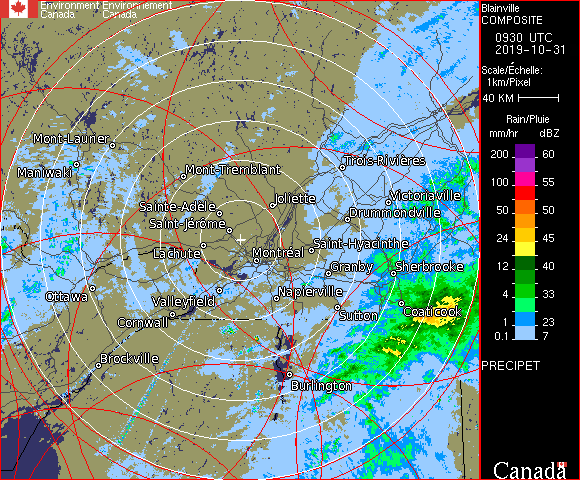 Environment Environnement
Canada Canada
Blainville
COMPOSITE
0930 UTC
2019-10-31
Scale/Échelle:
1km/Pixel
40 KM
Rain/Pluie
mm/hr dBZ
200 60
100 55
50 50
24 45
12 40
4 33
1 23
0.1 7
PRECIPET
Canada
Mont-Laurier
Maniwaki
Mont-Tremblant
Trois-Rivières
Sainte-Adèle
Joliette
Victoriaville
Saint-Jérôme
Drummondville
Lachute
Montréal
Saint-Hyacinthe
Granby
Sherbrooke
Ottawa
Valleyfield
Napierville
Cornwall
Sutton
Coaticook
Brockville
Burlington